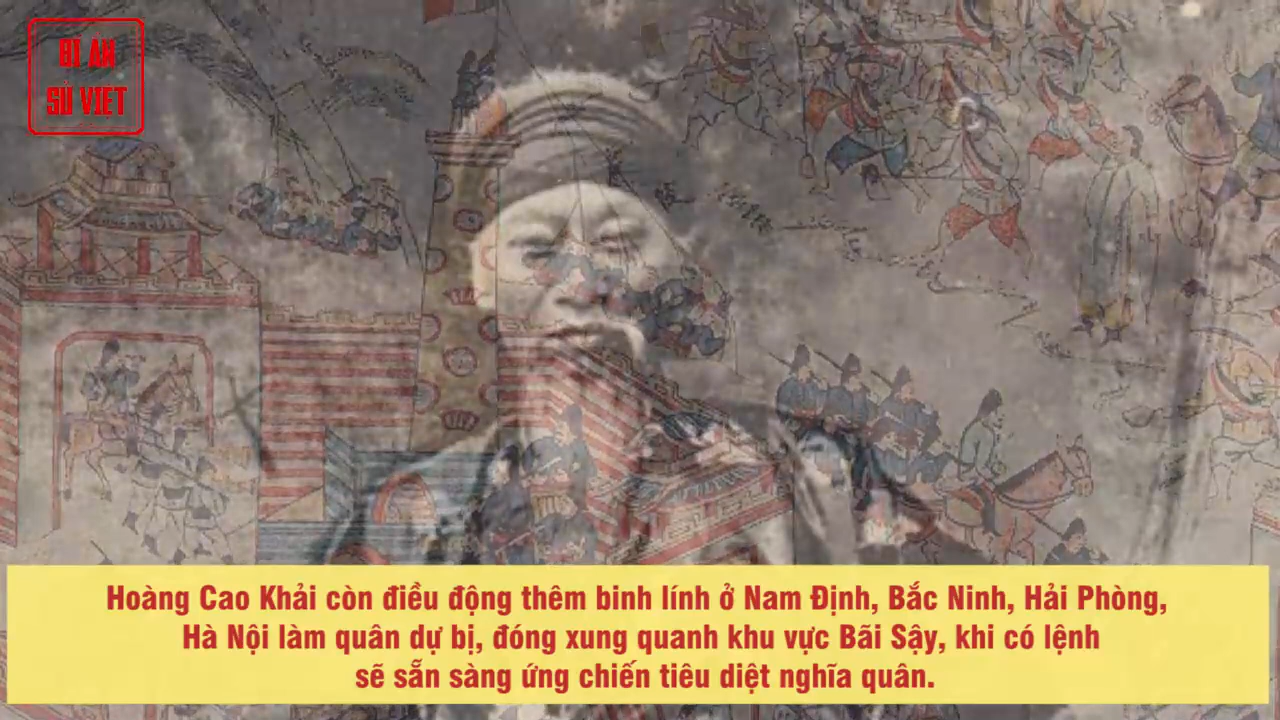 BÍ ẨN
SỬ VIỆT
Hoàng Cao Khải còn điều động thêm binh lính ở Nam Định, Bắc Ninh, Hải Phòng,
Hà Nội làm quân dự bị, đóng xung quanh khu vực Bãi Sậy, khi có lệnh
sẽ sẵn sàng ứng chiến tiêu diệt nghĩa quân.